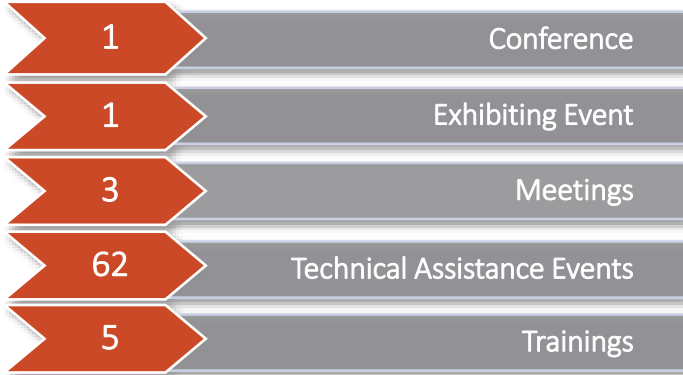 1 Conference
1 Exhibiting Event
3 Meetings
62 Technical Assistance Events
5 Trainings